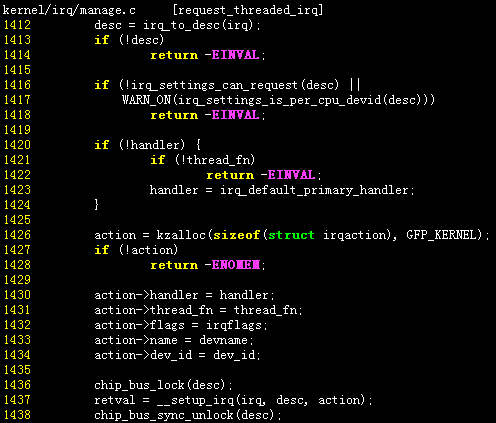 kernel/irq/manage.c     [request_threaded_irq]
1412         desc = irq_to_desc(irq);
1413         if (!desc)
1414                 return -EINVAL;
1415
1416         if (!irq_settings_can_request(desc) ||
1417             WARN_ON(irq_settings_is_per_cpu_devid(desc)))
1418                 return -EINVAL;
1419
1420         if (!handler) {
1421                 if (!thread_fn)
1422                         return -EINVAL;
1423                 handler = irq_default_primary_handler;
1424         }
1425
1426         action = kzalloc(sizeof(struct irqaction), GFP_KERNEL);
1427         if (!action)
1428                 return -ENOMEM;
1429
1430         action->handler = handler;
1431         action->thread_fn = thread_fn;
1432         action->flags = irqflags;
1433         action->name = devname;
1434         action->dev_id = dev_id;
1435
1436         chip_bus_lock(desc);
1437         retval = __setup_irq(irq, desc, action);
1438         chip_bus_sync_unlock(desc);